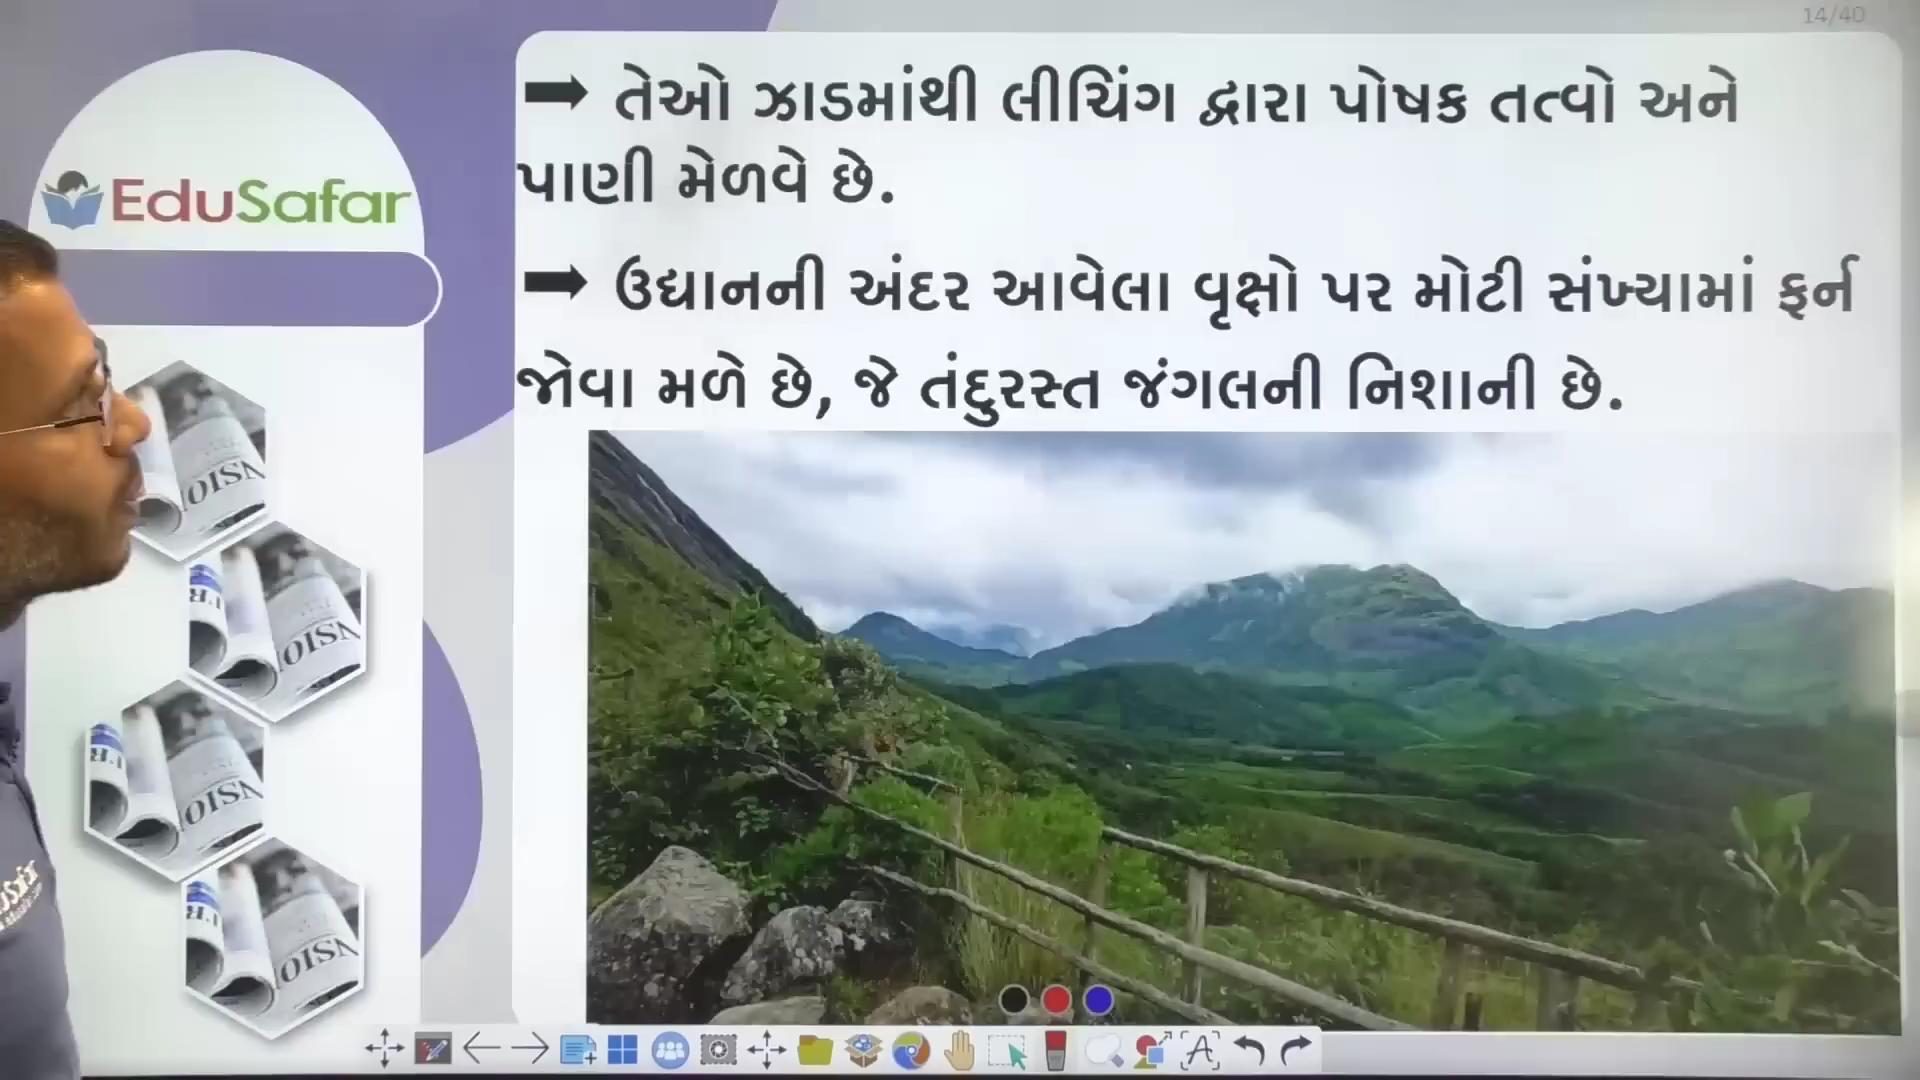 14/40
➡ તેઓ ઝાડમાંથી લીચિંગ દ્વારા પોષક તત્વો અને
પાણી મેળવે છે.
➡ ઉદ્યાનની અંદર આવેલા વૃક્ષો પર મોટી સંખ્યામાં ફર્ન
જોવા મળે છે, જે તંદુરસ્ત જંગલની નિશાની છે.
EduSafar